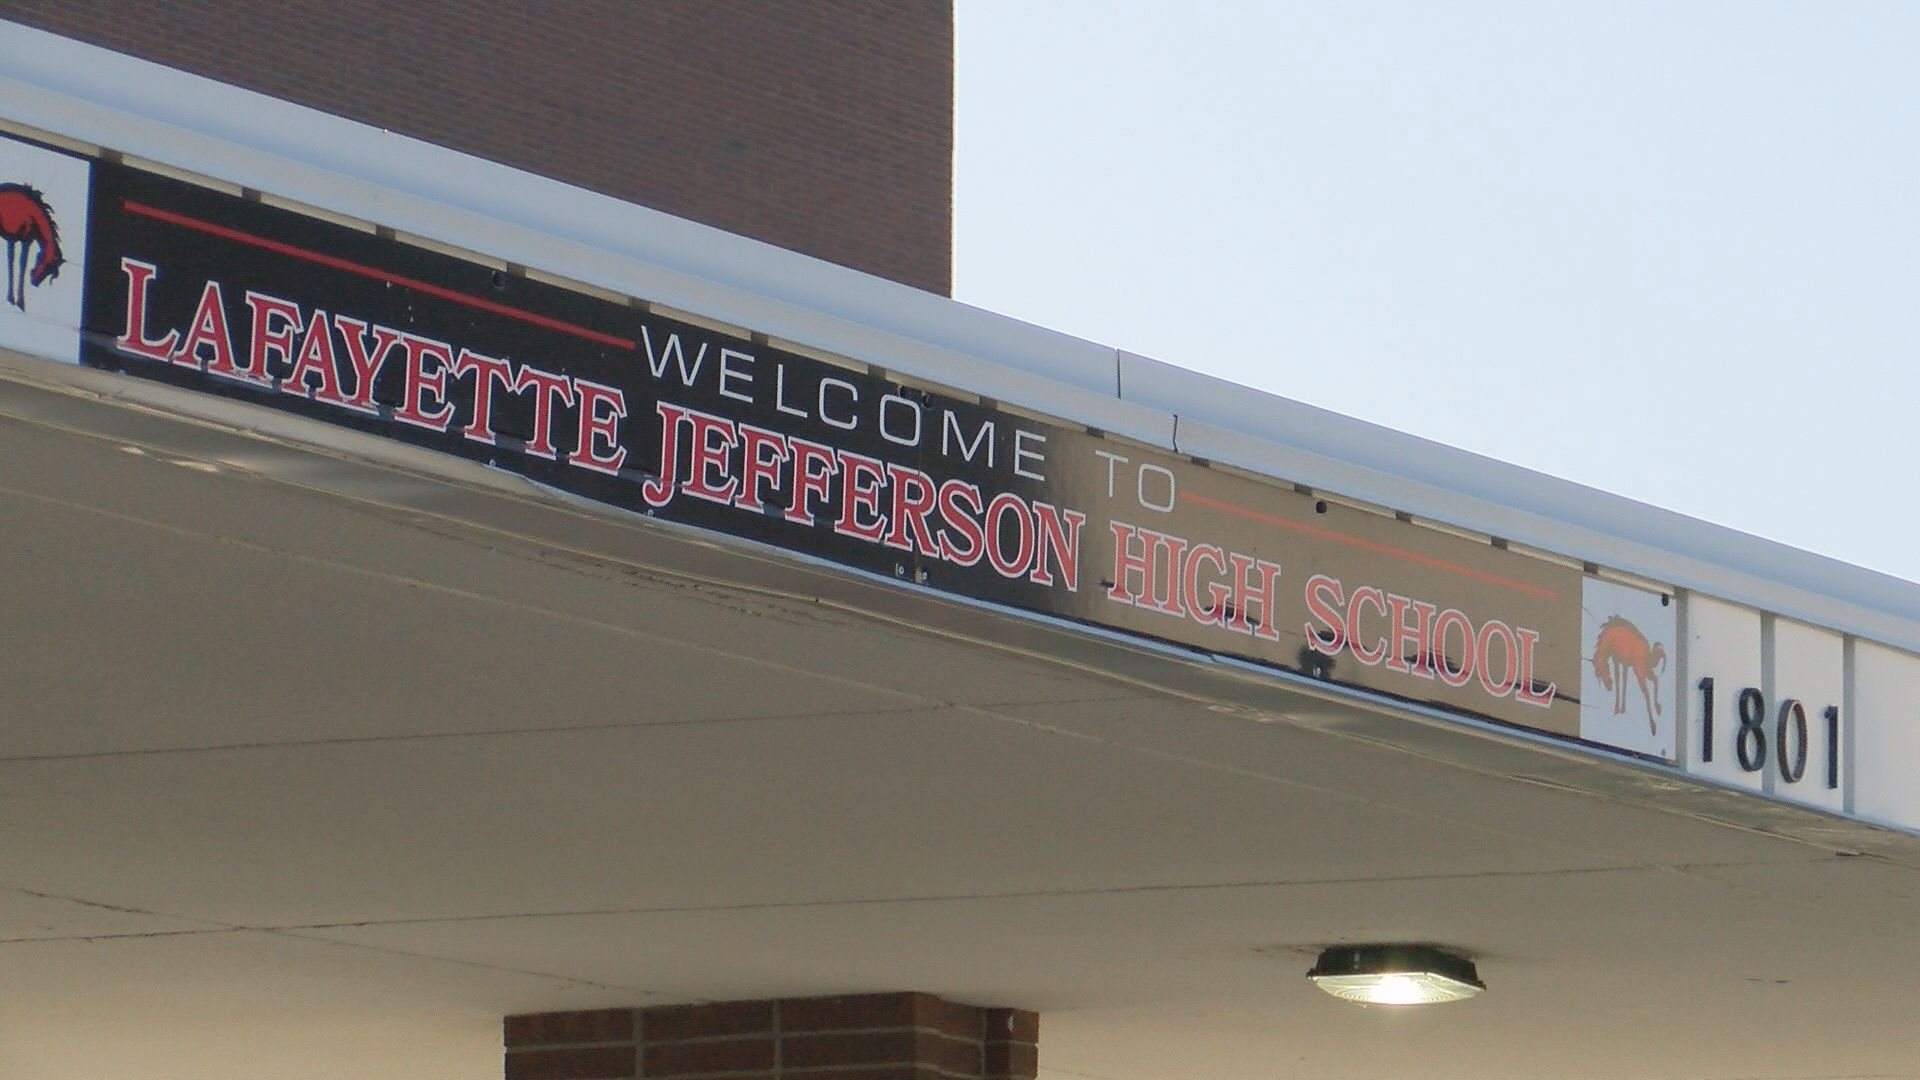 WELCOME TO
LAFAYETTE JEFFERSON HIGH SCHOOL
1801